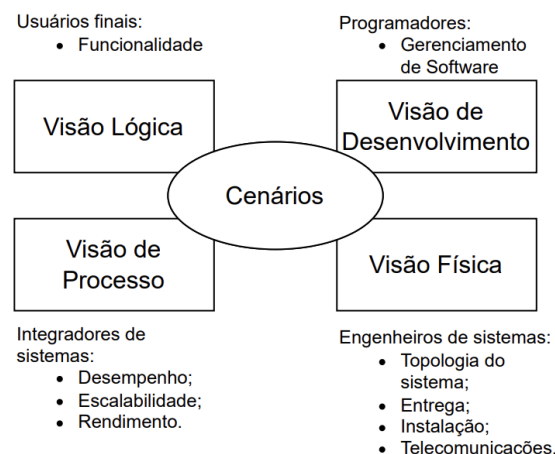 Usuários finais:
• Funcionalidade
Programadores:
• Gerenciamento
de Software
Visão Lógica
Visão de
Desenvolvimento
Cenários
Visão de
Processo
Visão Física
Integradores de
sistemas:
• Desempenho;
• Escalabilidade;
• Rendimento.
Engenheiros de sistemas:
• Topologia do
sistema;
• Entrega;
• Instalação;
• Telecomunicações.